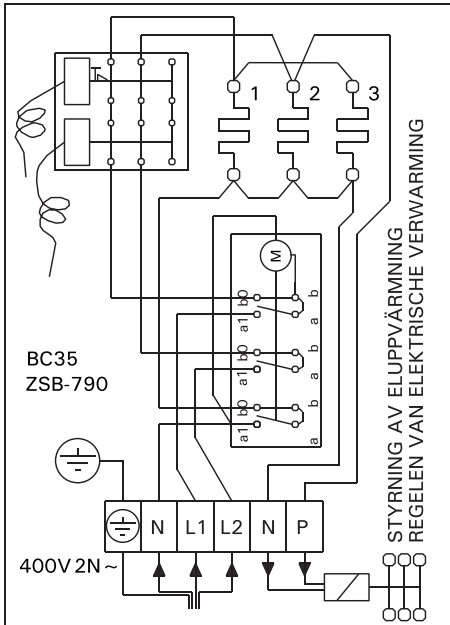 1 2 3
M
b0 b
a1 a
b0 b
a1 a
b0 b
a1 a
BC35
ZSB-790
STYRNING AV ELUPPVÄRMNING
REGELEN VAN ELEKTRISCHE VERWARMING
N L1 L2 N P
400V 2N~